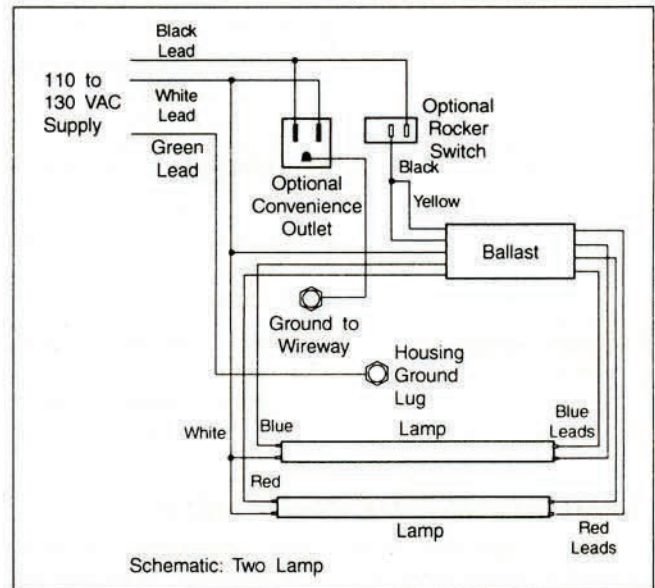 Black
Lead
110 to
130 VAC
Supply
White
Lead
Green
Lead
Optional
Convenience
Outlet
Optional
Rocker
Switch
Black
Yellow
Ballast
Ground to
Wireway
Housing
Ground
Lug
White
Blue
Lamp
Blue
Leads
Red
Lamp
Red
Leads
Schematic: Two Lamp